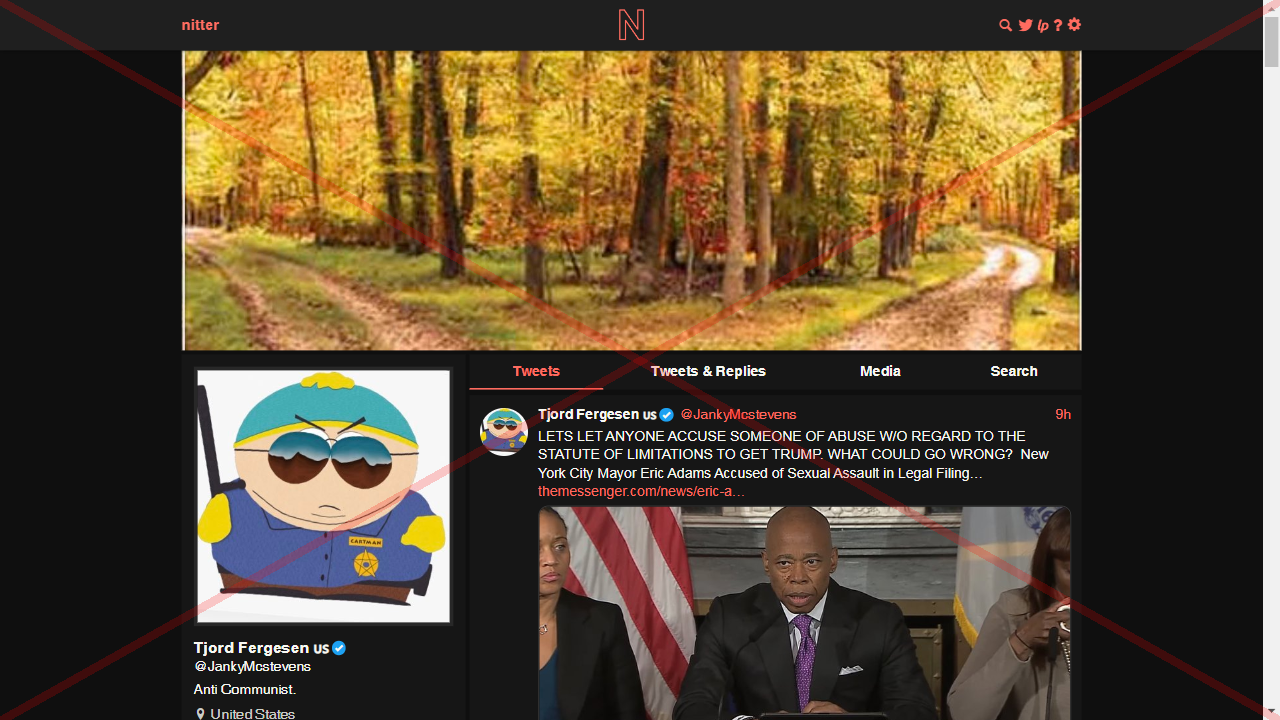 nitter
N
lp ?
Tweets
Tweets & Replies
Media
Search
Tjord Fergesen us @JankyMcstevens 9h
LETS LET ANYONE ACCUSE SOMEONE OF ABUSE W/O REGARD TO THE
STATUTE OF LIMITATIONS TO GET TRUMP. WHAT COULD GO WRONG? New
York City Mayor Eric Adams Accused of Sexual Assault in Legal Filing…
themessenger.com/news/eric-a…
CARTMAN
Tjord Fergesen us
@JankyMcstevens
Anti Communist.
United States